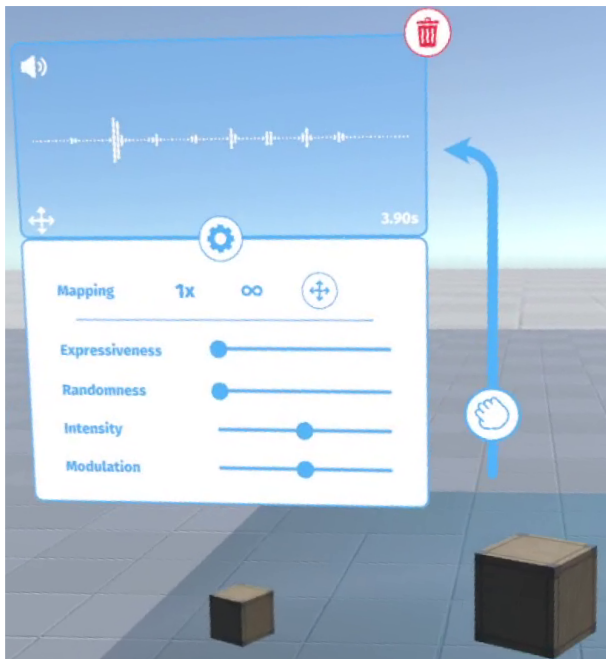 3.90s
Mapping 1x ∞
Expressiveness
Randomness
Intensity
Modulation